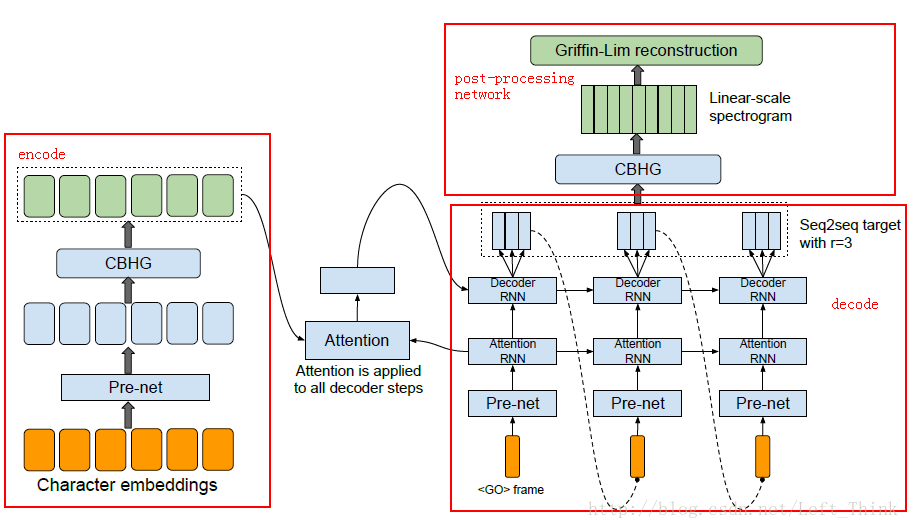 Griffin-Lim reconstruction
post-processing
network
Linear-scale
spectrogram
CBHG
encode
CBHG
Pre-net
Character embeddings
Attention
Attention is applied
to all decoder steps
Seq2seq target
with r=3
decode
Decoder
RNN
Decoder
RNN
Decoder
RNN
Attention
RNN
Attention
RNN
Attention
RNN
Pre-net
Pre-net
Pre-net
<GO> frame
http://blog.csdn.net/Left_Think